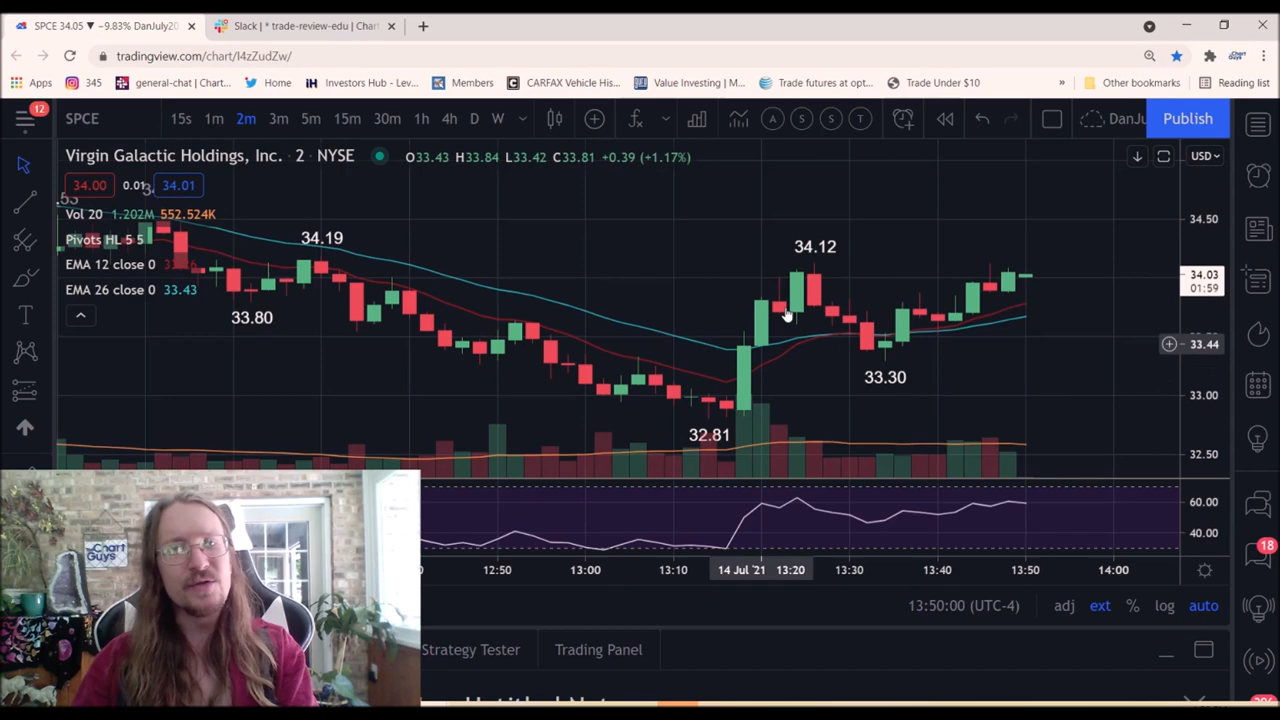 SPCE 34.05 ▼ −9.83% DanJuly20
Slack | * trade-review-edu | Chart
tradingview.com/chart/I4zZudZw/
Apps 345 general-chat | Chart... Home Investors Hub - Lev... Members CARFAX Vehicle His... Value Investing | M... Trade futures at opt... Trade Under $10 » Other bookmarks Reading list
12
SPCE 15s 1m 2m 3m 5m 15m 30m 1h 4h D W DanJu Publish
Virgin Galactic Holdings, Inc. · 2 · NYSE O33.43 H33.84 L33.42 C33.81 +0.39 (+1.17%) USD
34.00 0.01 34.01
Vol 20 1.202M 552.524K
Pivots HL 5 5
EMA 12 close 0
EMA 26 close 0 33.43
34.19
33.80
32.81
34.12
33.30
34.50
34.03
01:59
33.44
33.00
32.50
60.00
40.00
Chart
Guys
12:50 13:00 13:10 14 Jul '21 13:20 13:30 13:40 13:50 14:00
13:50:00 (UTC-4) adj ext % log auto
Strategy Tester Trading Panel
18